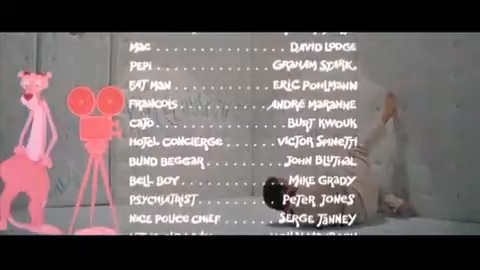 MAC . . . . . . . . . . . . . . DAVID LODGE
PEPI . . . . . . . . . . . . GRAHAM STARK
FAT MAN . . . . . . . . . . ERIC POHLMANN
FRANCOIS . . . . . . . . . ANDRÉ MARANNE
CATO . . . . . . . . . . . . . BURT KWOUK
HOTEL CONCIERGE . . . . . . VICTOR SPINETTI
BLIND BEGGAR . . . . . . . . JOHN BLUTHAL
BELL BOY . . . . . . . . . . . MIKE GRADY
PSYCHIATRIST . . . . . . . . PETER JONES
NICE POLICE CHIEF . . . . . SERGE TANNEY